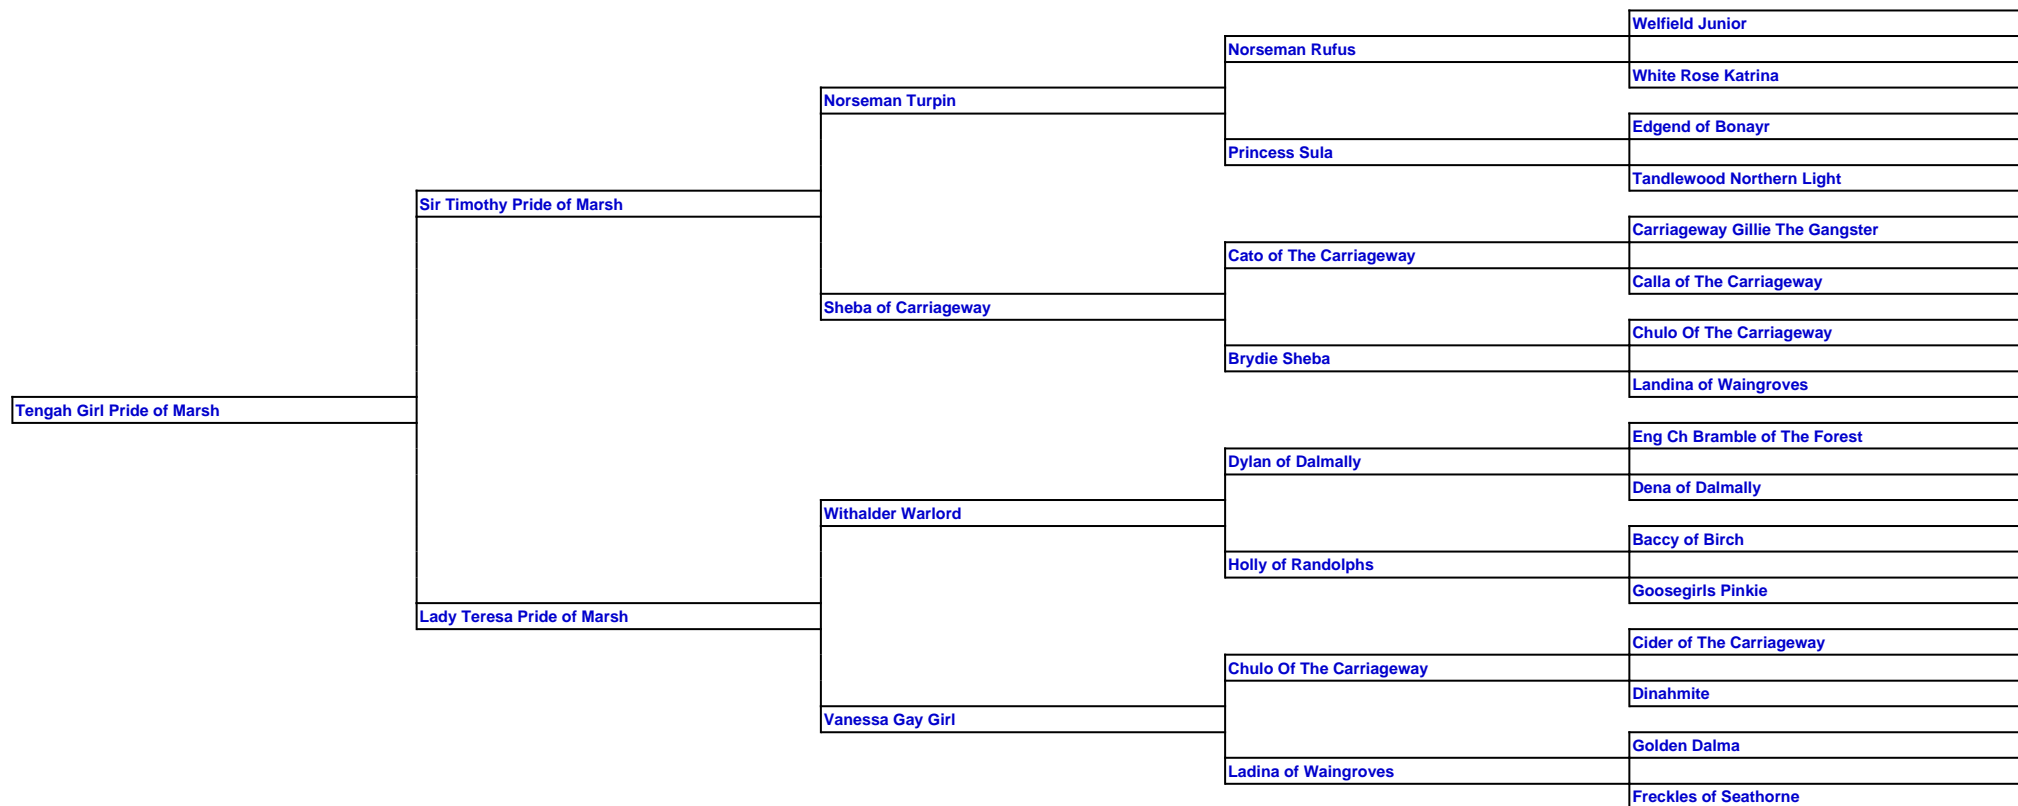 Welfield Junior
Norseman Rufus
White Rose Katrina
Norseman Turpin
Edgend of Bonayr
Princess Sula
Tandlewood Northern Light
Sir Timothy Pride of Marsh
Carriageway Gillie The Gangster
Cato of The Carriageway
Calla of The Carriageway
Sheba of Carriageway
Chulo Of The Carriageway
Brydie Sheba
Landina of Waingroves
Tengah Girl Pride of Marsh
Eng Ch Bramble of The Forest
Dylan of Dalmally
Dena of Dalmally
Withalder Warlord
Baccy of Birch
Holly of Randolphs
Goosegirls Pinkie
Lady Teresa Pride of Marsh
Cider of The Carriageway
Chulo Of The Carriageway
Dinahmite
Vanessa Gay Girl
Golden Dalma
Ladina of Waingroves
Freckles of Seathorne